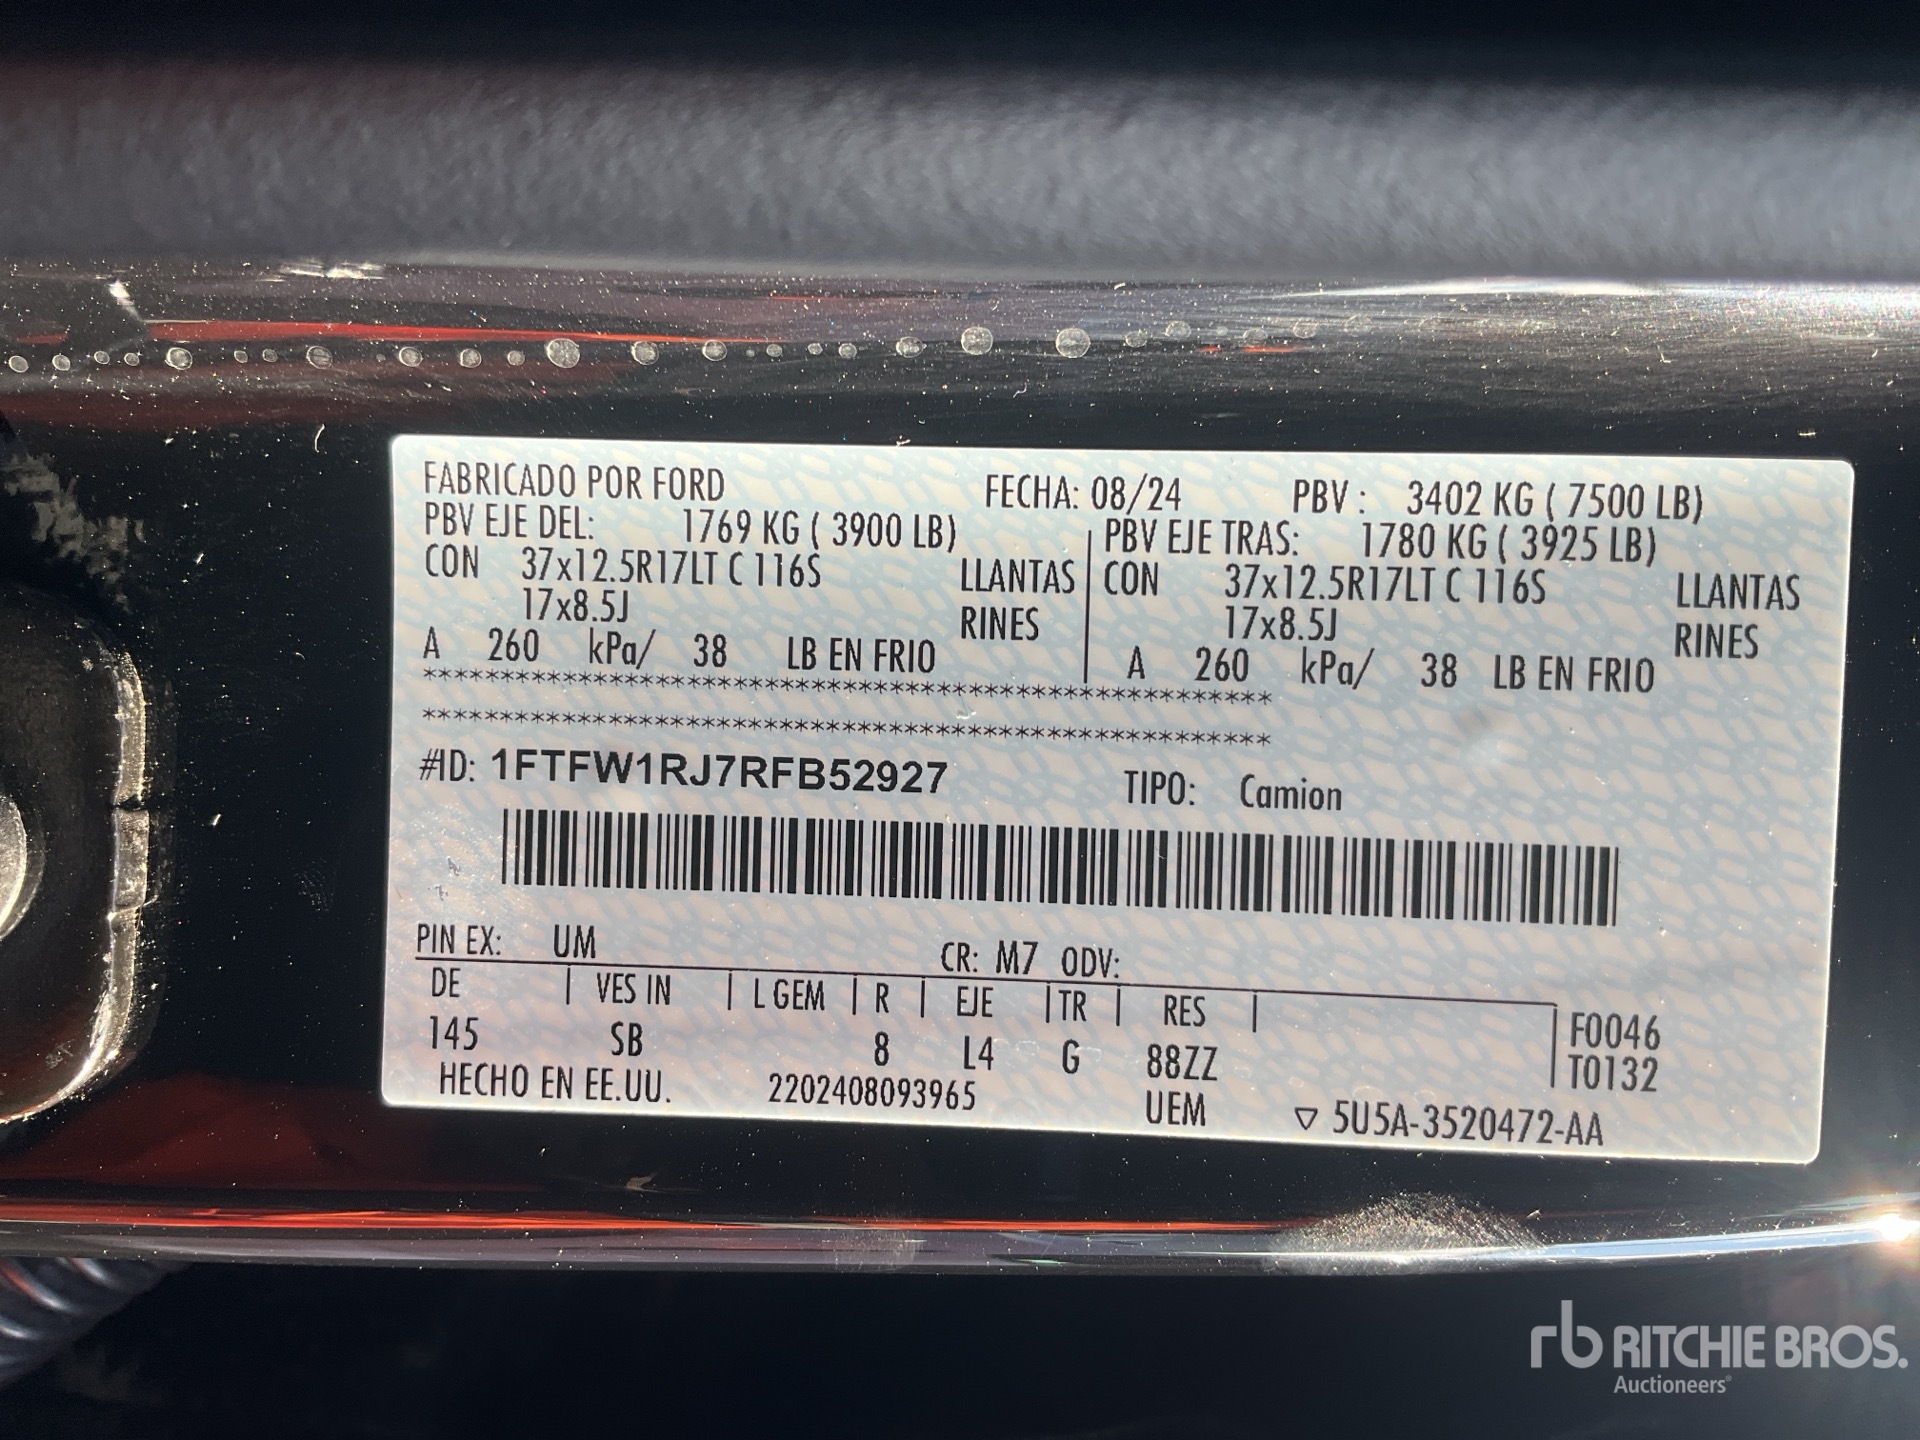 FABRICADO POR FORD FECHA: 08/24 PBV : 3402 KG ( 7500 LB)
PBV EJE DEL: 1769 KG ( 3900 LB) PBV EJE TRAS: 1780 KG ( 3925 LB)
CON 37x12.5R17LT C 116S LLANTAS CON 37x12.5R17LT C 116S LLANTAS
17x8.5J RINES 17x8.5J RINES
A 260 kPa/ 38 LB EN FRIO A 260 kPa/ 38 LB EN FRIO
*******************************************************
*******************************************************
#ID: 1FTFW1RJ7RFB52927 TIPO: Camion
PIN EX: UM CR: M7 ODV:
DE VES IN L GEM R EJE TR RES
145 SB 8 L4 G 88ZZ F0046
T0132
HECHO EN EE.UU. 2202408093965 UEM ▽ 5U5A-3520472-AA
rb RITCHIE BROS.
Auctioneers®